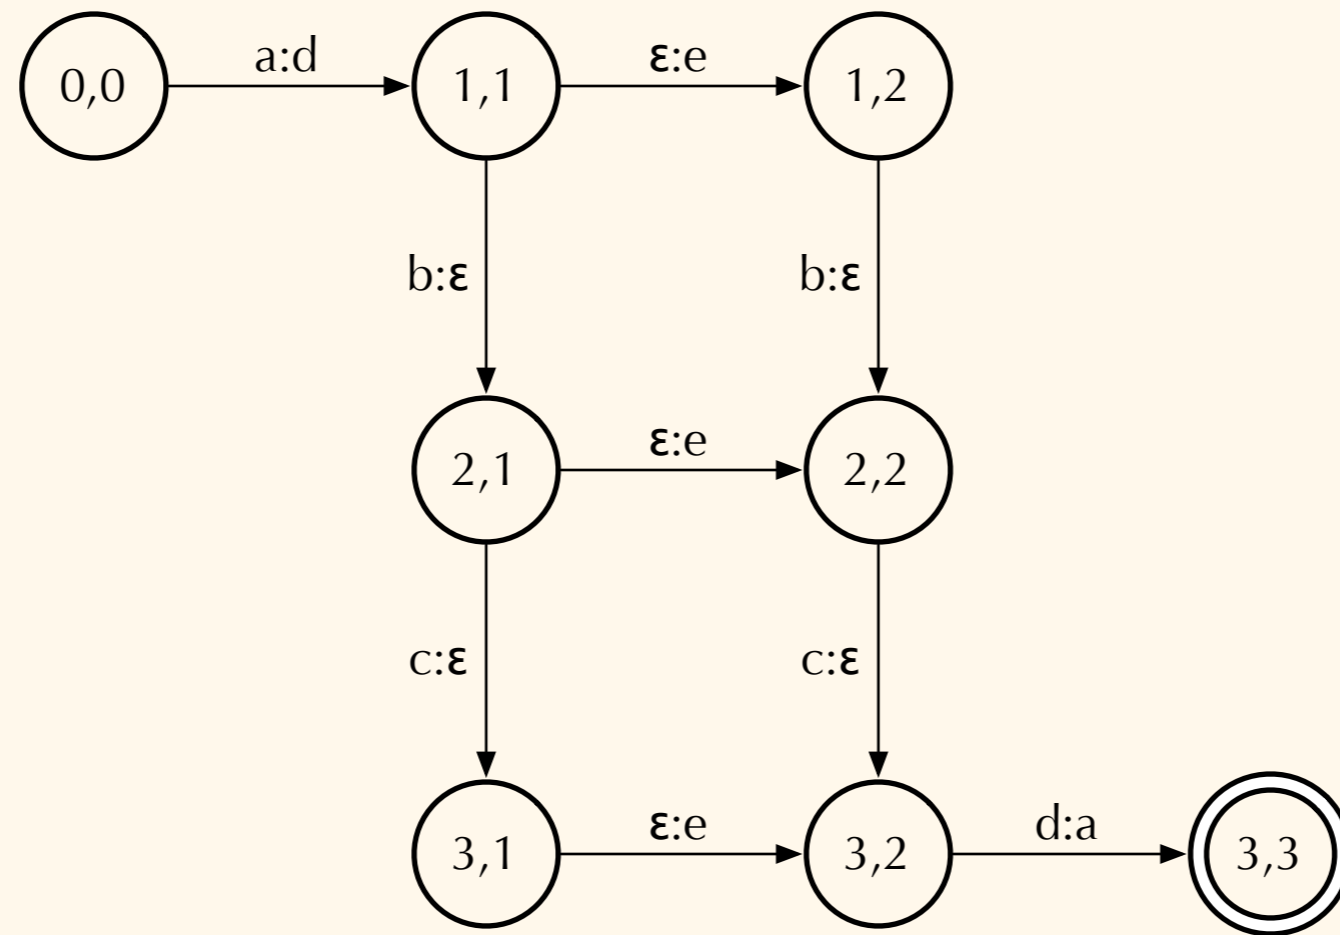 0,0 a:d 1,1 ε:e 1,2
b:ε b:ε
2,1 ε:e 2,2
c:ε c:ε
3,1 ε:e 3,2 d:a 3,3